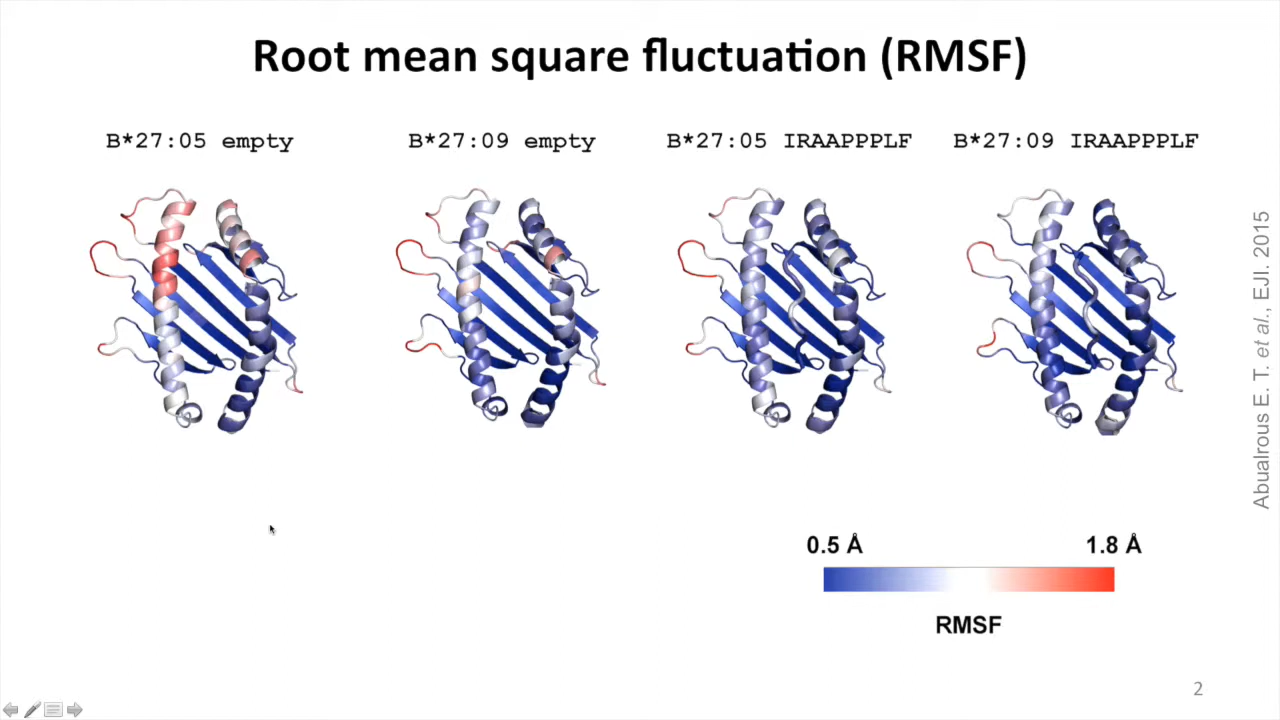 Root mean square fluctuation (RMSF)
B*27:05 empty
B*27:09 empty
B*27:05 IRAAPPPLF
B*27:09 IRAAPPPLF
Abualrous E. T. et al., EJI. 2015
0.5 Å
1.8 Å
RMSF
2